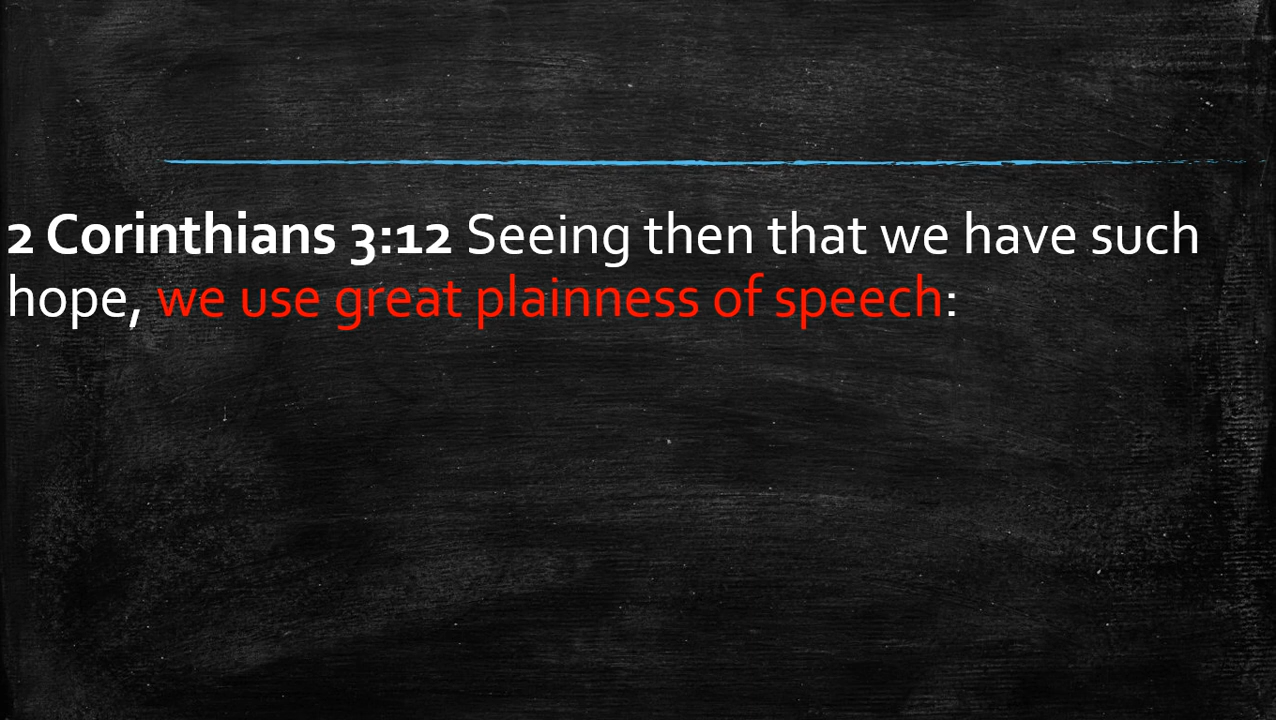 2 Corinthians 3:12 Seeing then that we have such
hope, we use great plainness of speech: